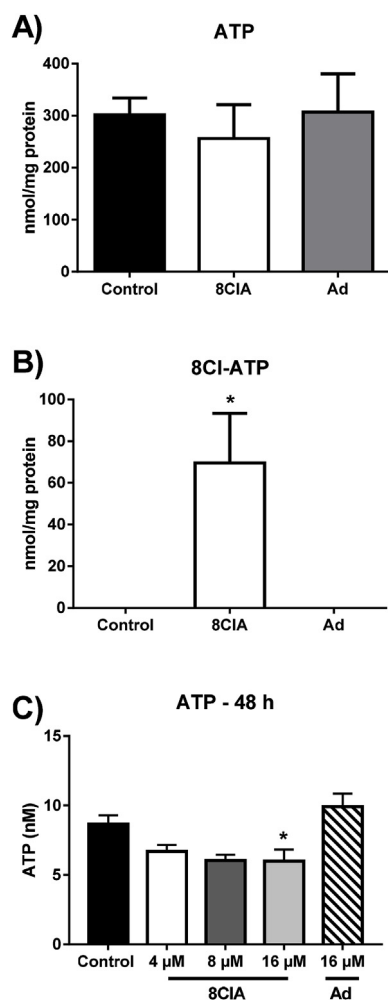 A)
ATP
nmol/mg protein
400
300
200
100
0
Control 8ClA Ad
B)
8Cl-ATP
nmol/mg protein
100
80
60
40
20
0
*
Control 8ClA Ad
C)
ATP - 48 h
ATP (nM)
15
10
5
0
*
Control 4 µM 8 µM 16 µM 16 µM
8ClA Ad